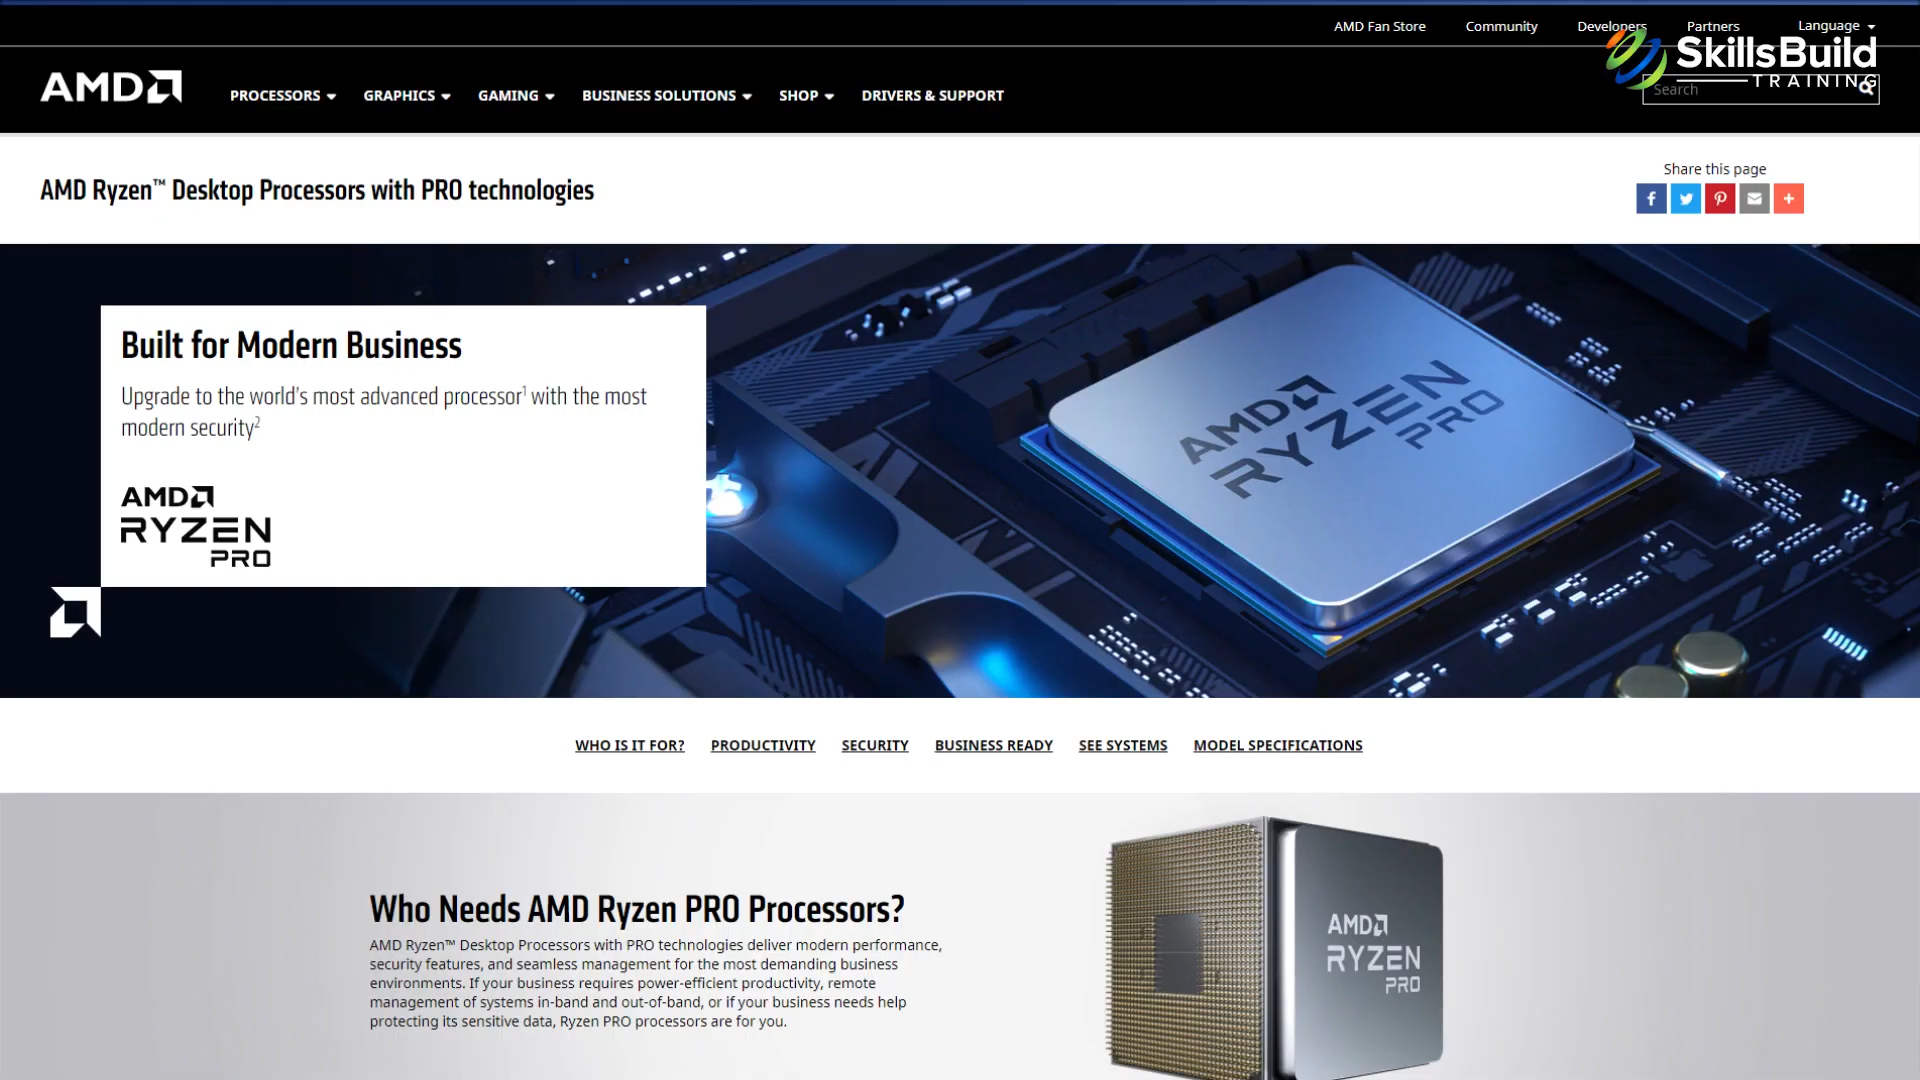 AMD Fan Store Community Developers Partners Language
SkillsBuild
TRAINING
AMD PROCESSORS GRAPHICS GAMING BUSINESS SOLUTIONS SHOP DRIVERS & SUPPORT
Search
AMD Ryzen™ Desktop Processors with PRO technologies
Share this page
Built for Modern Business
Upgrade to the world's most advanced processor¹ with the most
modern security²
AMD
RYZEN
PRO
AMD
RYZEN
PRO
WHO IS IT FOR? PRODUCTIVITY SECURITY BUSINESS READY SEE SYSTEMS MODEL SPECIFICATIONS
Who Needs AMD Ryzen PRO Processors?
AMD Ryzen™ Desktop Processors with PRO technologies deliver modern performance,
security features, and seamless management for the most demanding business
environments. If your business requires power-efficient productivity, remote
management of systems in-band and out-of-band, or if your business needs help
protecting its sensitive data, Ryzen PRO processors are for you.
AMD
RYZEN
PRO